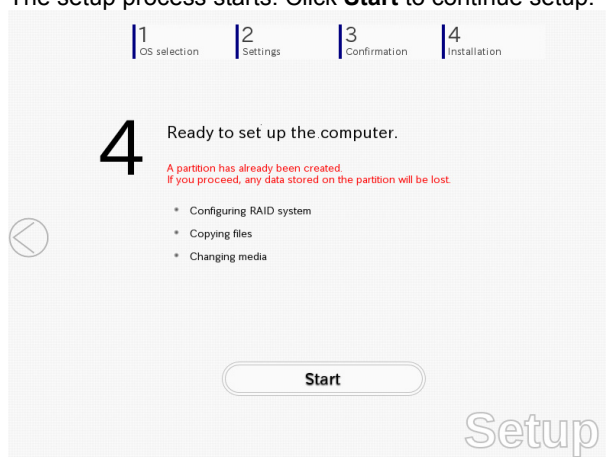 The setup process starts. Click Start to continue setup.
1
OS selection
2
Settings
3
Confirmation
4
Installation
4
Ready to set up the computer.
A partition has already been created.
If you proceed, any data stored on the partition will be lost.
Configuring RAID system
Copying files
Changing media
Start
Setup